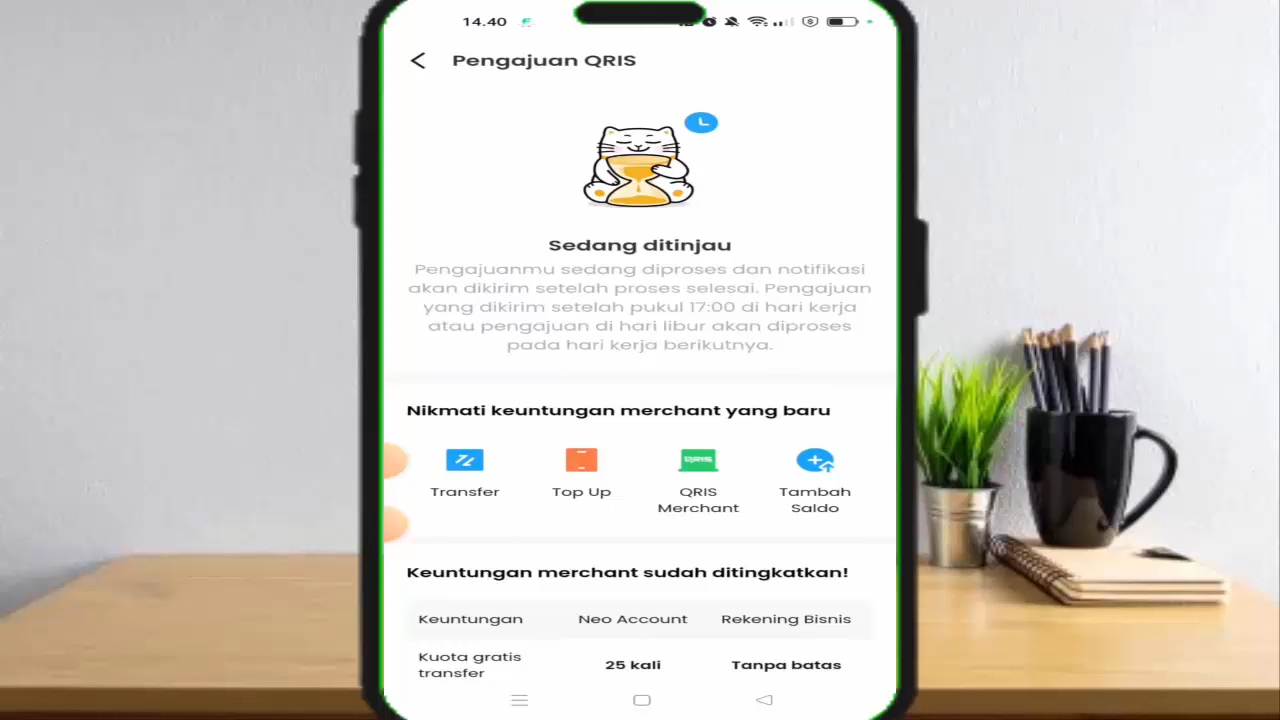 14.40
Pengajuan QRIS
Sedang ditinjau
Pengajuanmu sedang diproses dan notifikasi
akan dikirim setelah proses selesai. Pengajuan
yang dikirim setelah pukul 17:00 di hari kerja
atau pengajuan di hari libur akan diproses
pada hari kerja berikutnya.
Nikmati keuntungan merchant yang baru
Transfer
Top Up
QRIS
Merchant
Tambah
Saldo
Keuntungan merchant sudah ditingkatkan!
Keuntungan Neo Account Rekening Bisnis
Kuota gratis
transfer
25 kali
Tanpa batas